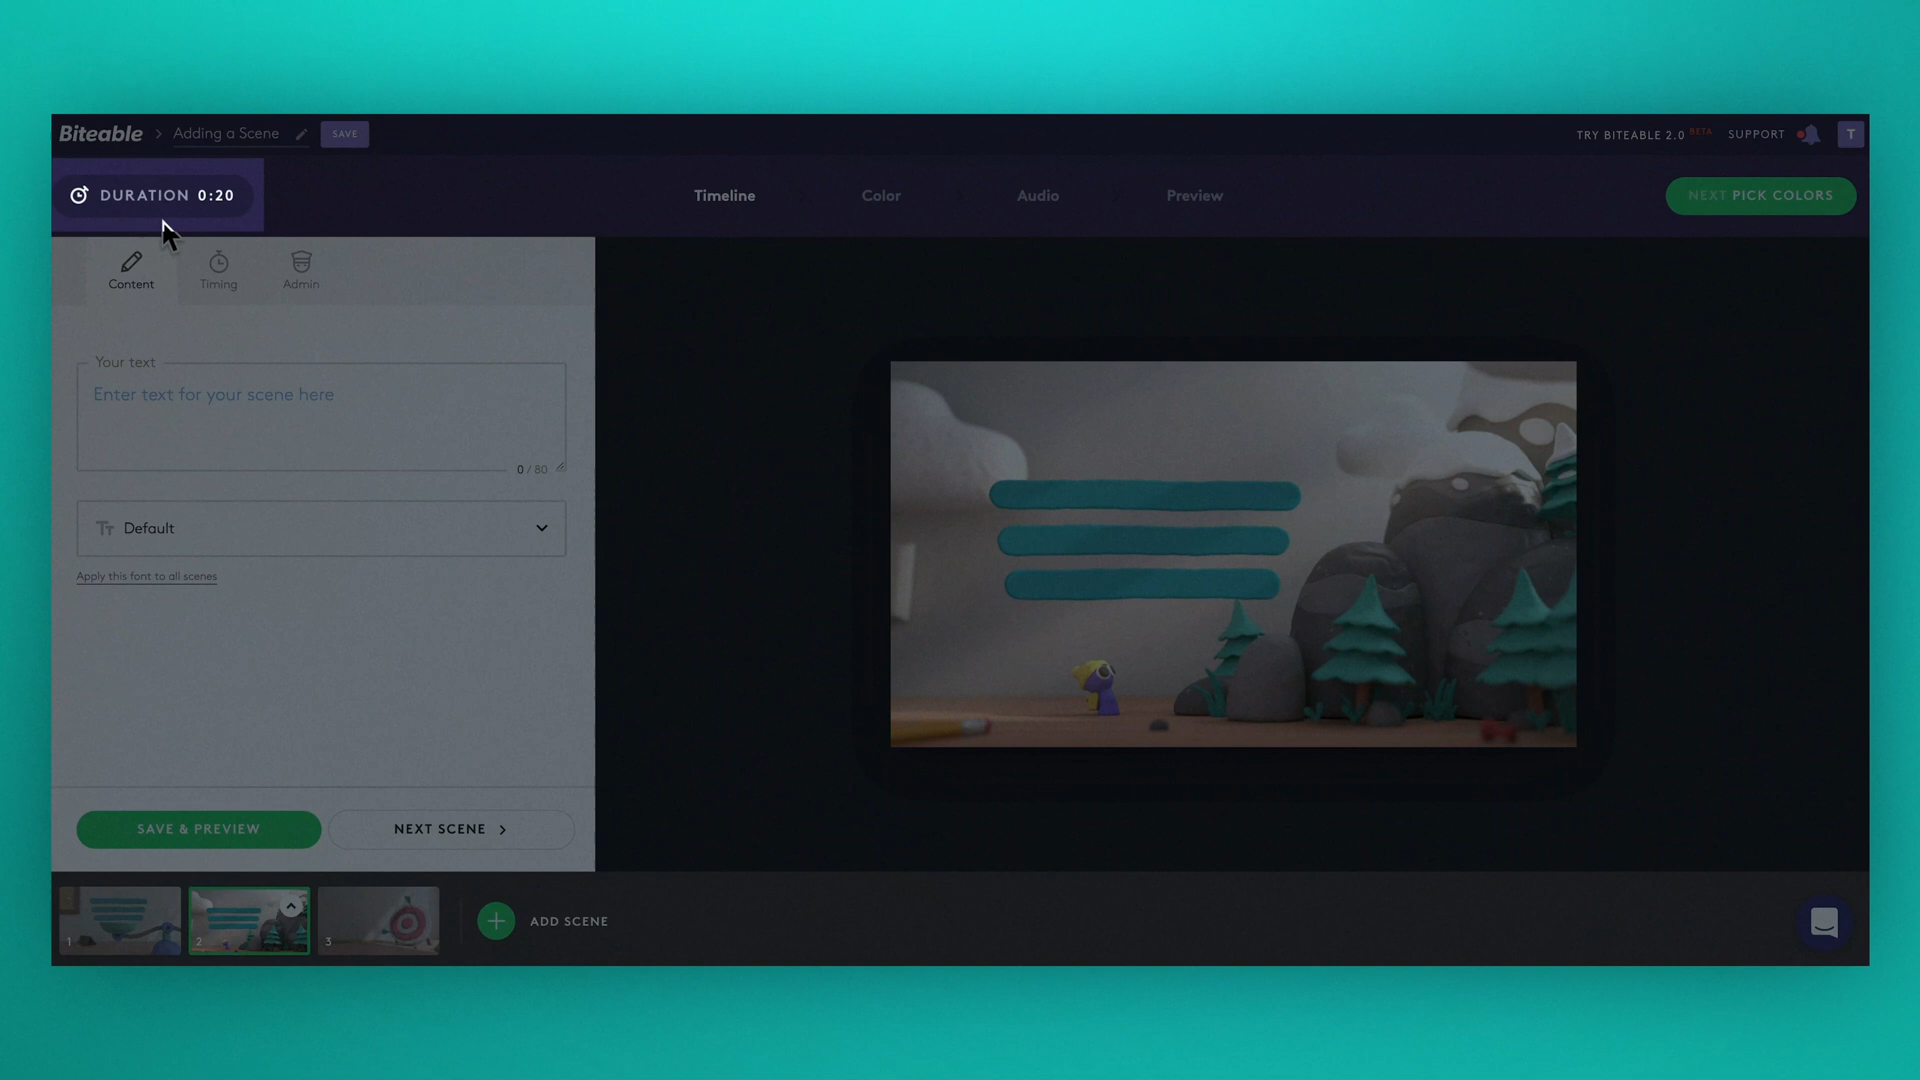 Biteable > Adding a Scene SAVE TRY BITEABLE 2.0 BETA SUPPORT T
DURATION 0:20 Timeline Color Audio Preview NEXT PICK COLORS
Content Timing Admin
Your text
Enter text for your scene here
0 / 80
Tt Default
Apply this font to all scenes
SAVE & PREVIEW NEXT SCENE >
1 2 3 ADD SCENE